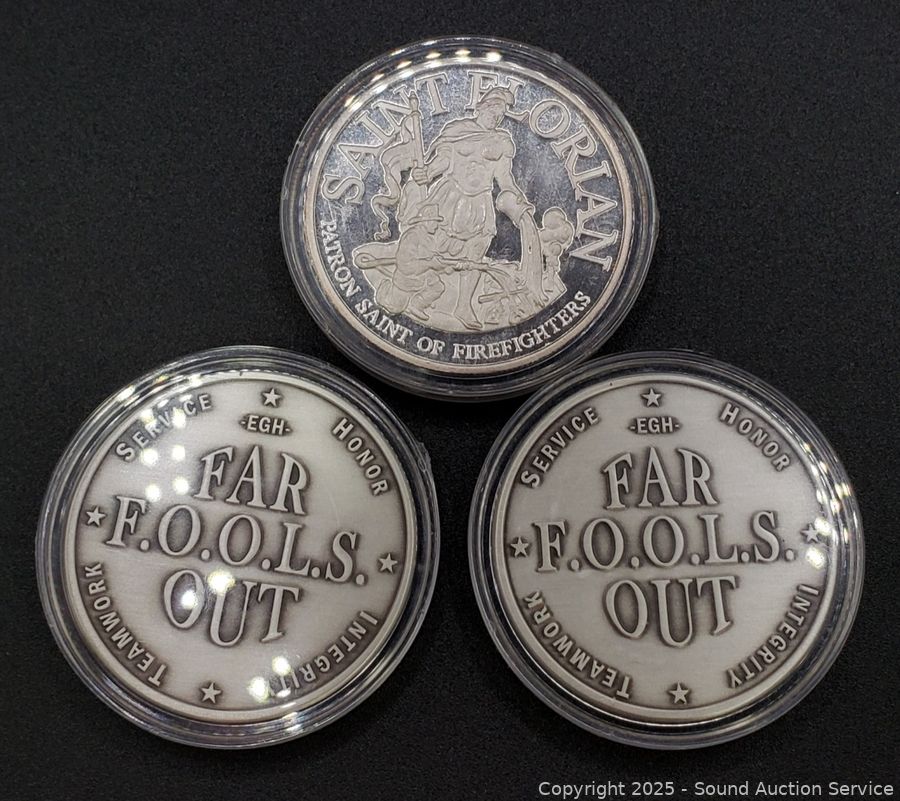 SAINT FLORIAN
PATRON SAINT OF FIREFIGHTERS
SERVICE
HONOR
-EGH-
FAR
F.O.O.L.S.
OUT
TEAMWORK
INTEGRITY
SERVICE
HONOR
-EGH-
FAR
F.O.O.L.S.
OUT
TEAMWORK
INTEGRITY
Copyright 2025 - Sound Auction Service